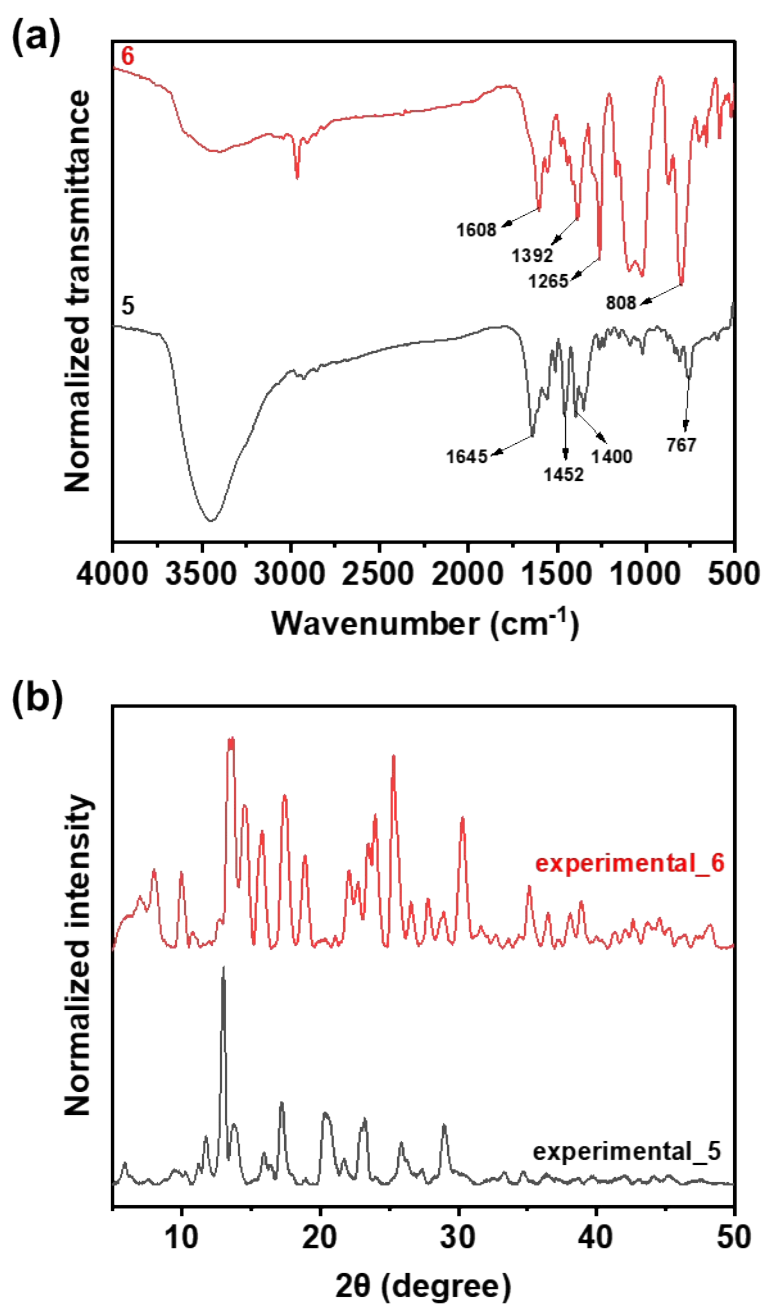 (a)
6
Normalized transmittance
1608
1392
1265
808
5
1645
1452
1400
767
4000 3500 3000 2500 2000 1500 1000 500
Wavenumber (cm⁻¹)
(b)
Normalized intensity
experimental_6
experimental_5
10 20 30 40 50
2θ (degree)